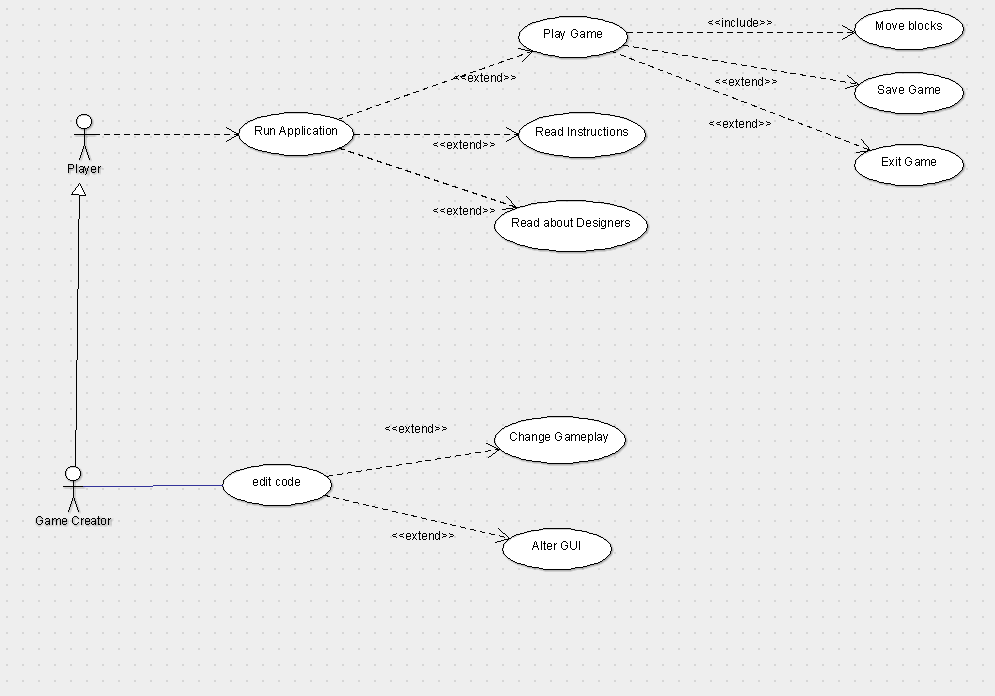 <<include>>
Move blocks
Play Game
<<extend>>
<<extend>>
Save Game
<<extend>>
Run Application
Read Instructions
<<extend>>
Exit Game
Player
<<extend>>
Read about Designers
<<extend>>
Change Gameplay
edit code
Game Creator
<<extend>>
Alter GUI